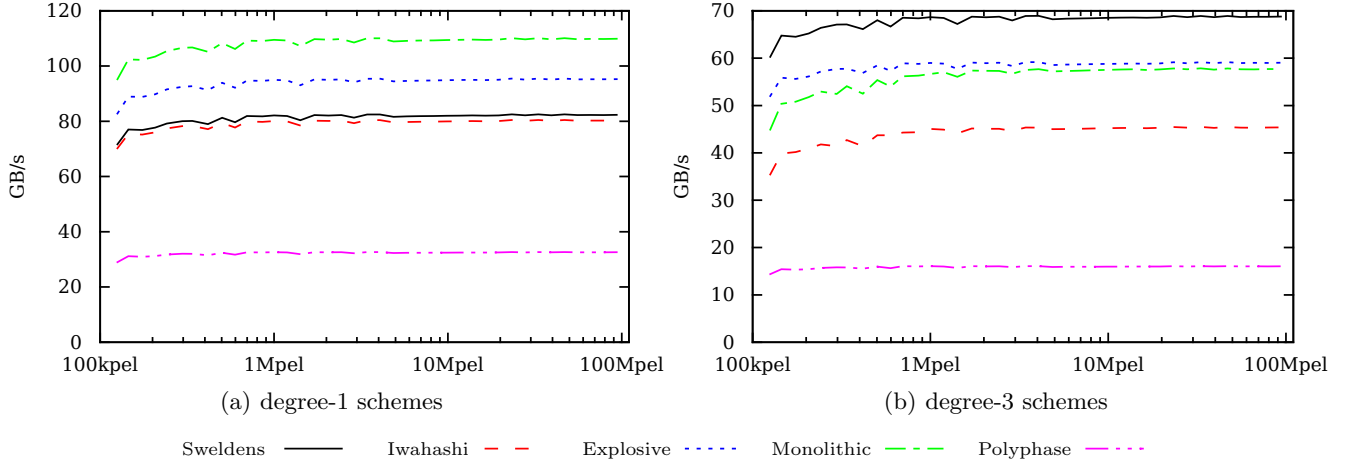 120
100
80
60
40
20
0
GB/s
100kpel
1Mpel
10Mpel
100Mpel
(a) degree-1 schemes
70
60
50
40
30
20
10
0
GB/s
100kpel
1Mpel
10Mpel
100Mpel
(b) degree-3 schemes
Sweldens Iwahashi Explosive Monolithic Polyphase